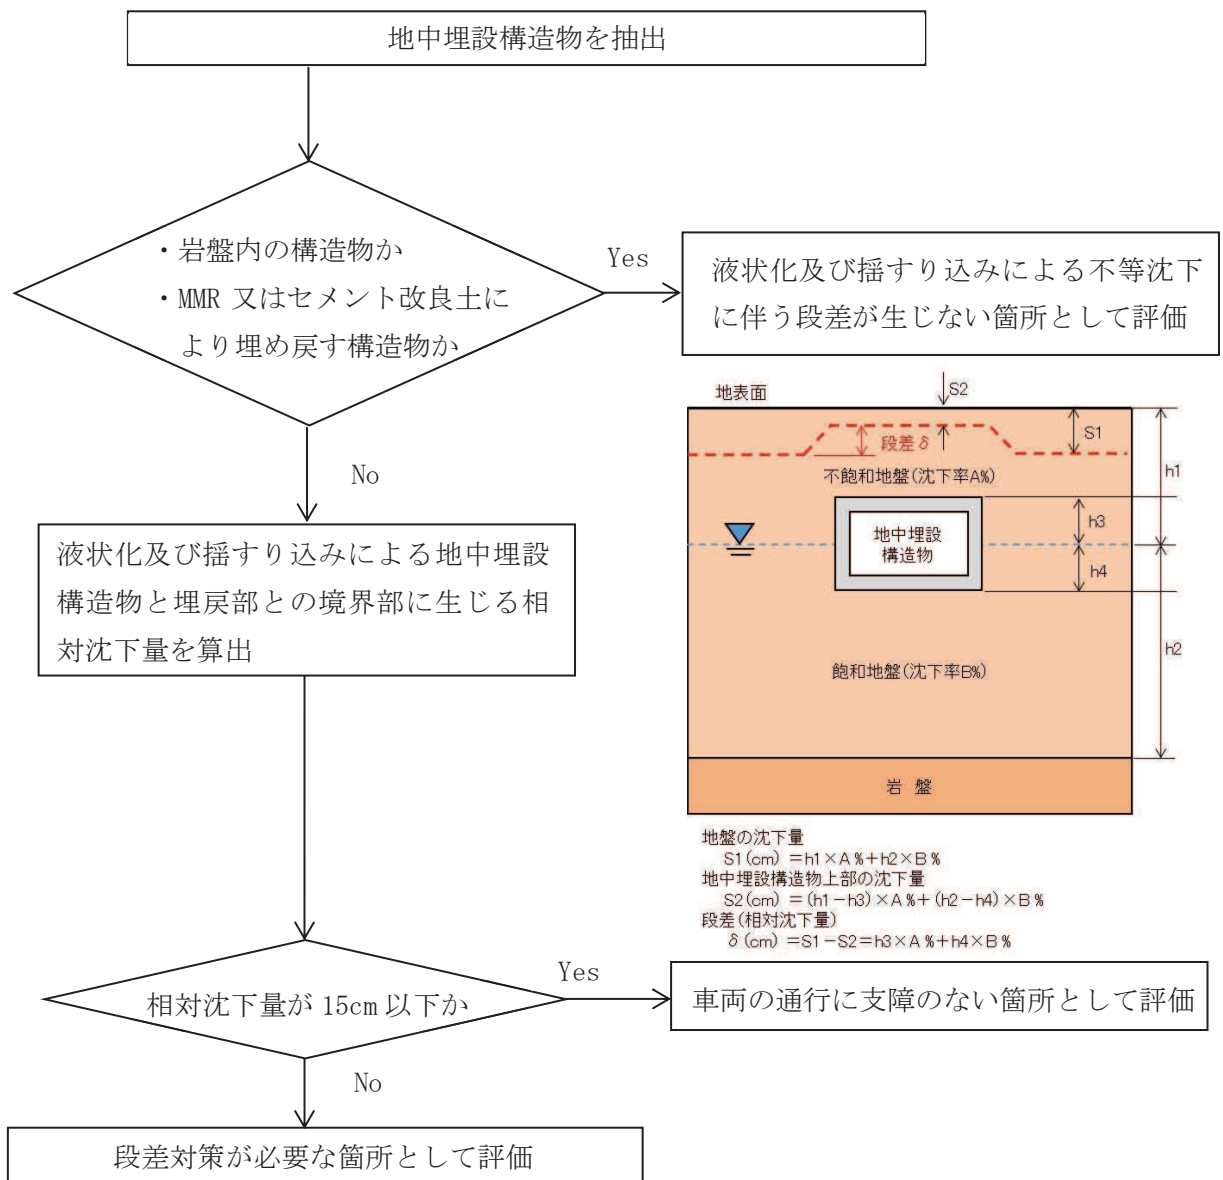 地中埋設構造物を抽出
・岩盤内の構造物か
・MMR 又はセメント改良土に
より埋め戻す構造物か
Yes
液状化及び揺すり込みによる不等沈下
に伴う段差が生じない箇所として評価
No
液状化及び揺すり込みによる地中埋設
構造物と埋戻部との境界部に生じる相
対沈下量を算出
地表面
S2
S1
段差δ
h1
不飽和地盤(沈下率A%)
h3
地中埋設
構造物
h4
h2
飽和地盤(沈下率B%)
岩 盤
地盤の沈下量
S1(cm) =h1×A%+h2×B%
地中埋設構造物上部の沈下量
S2(cm) =(h1-h3)×A%+(h2-h4)×B%
段差(相対沈下量)
δ(cm) =S1-S2=h3×A%+h4×B%
相対沈下量が 15cm 以下か
Yes
車両の通行に支障のない箇所として評価
No
段差対策が必要な箇所として評価